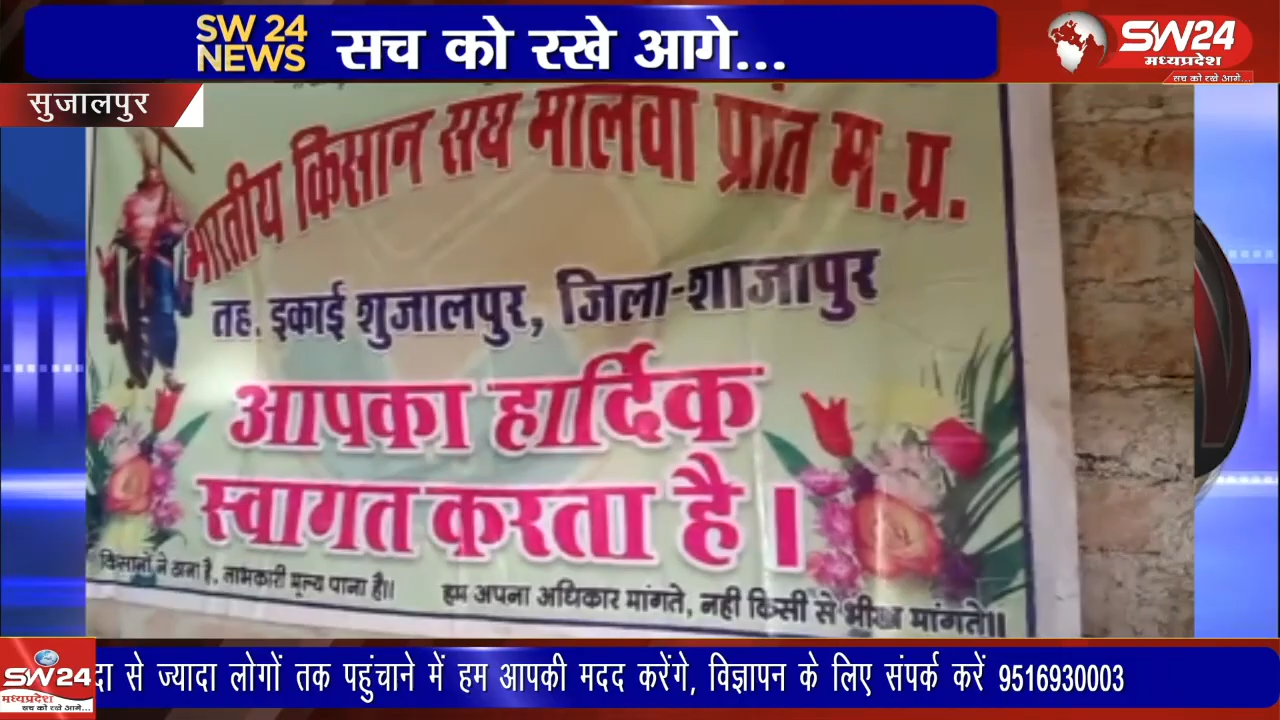 SW 24
NEWS
सच को रखे आगे...
SW24
मध्यप्रदेश
सच को रखे आगे...
सुजालपुर
भारतीय किसान संघ मालवा प्रांत म.प्र.
तह. इकाई शुजालपुर, जिला-शाजापुर
आपका हार्दिक
स्वागत करता है।
किसानों ने ठाना है, लाभकारी मूल्य पाना है॥
हम अपना अधिकार मांगते, नही किसी से भीख मांगते॥
SW24
मध्यप्रदेश
सच को रखे आगे...
दा से ज्यादा लोगों तक पहुंचाने में हम आपकी मदद करेंगे, विज्ञापन के लिए संपर्क करें 9516930003